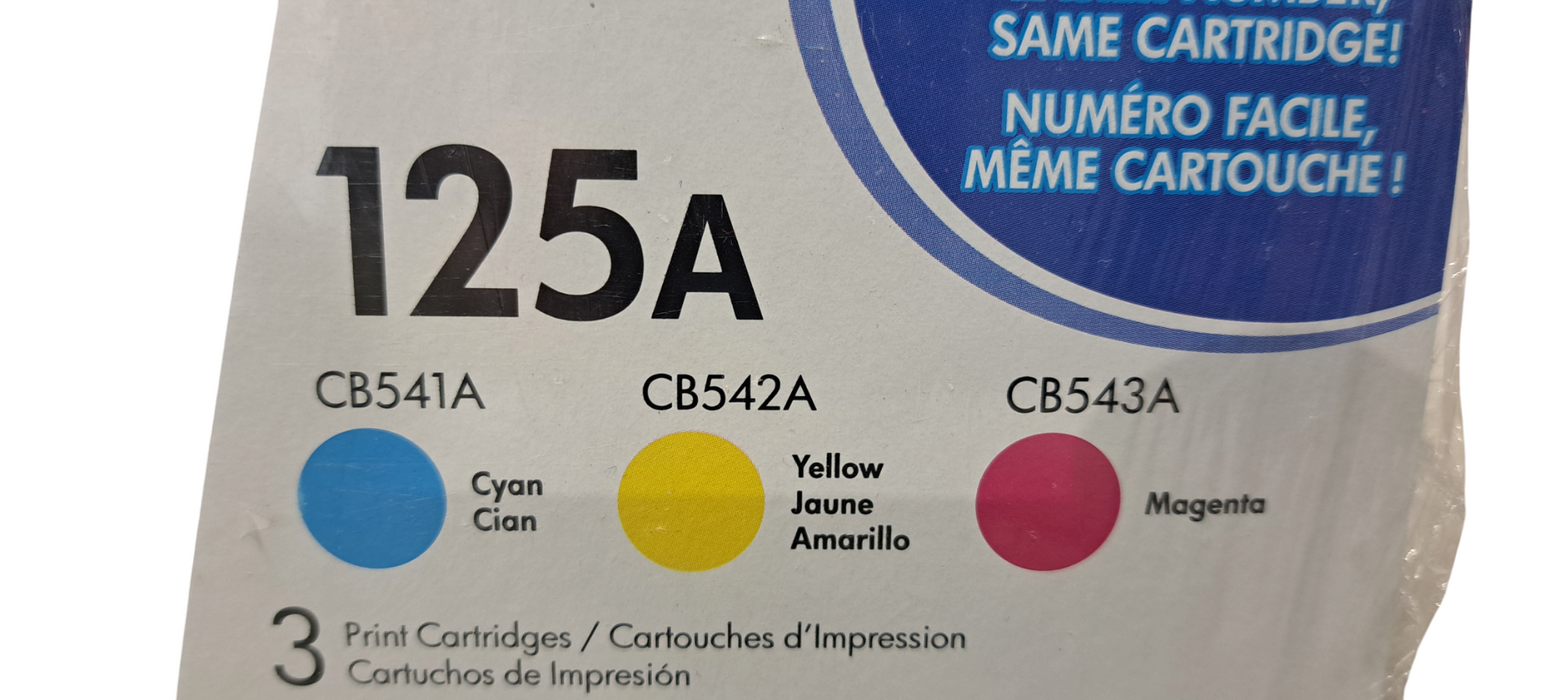 SAME CARTRIDGE!
NUMÉRO FACILE,
MÊME CARTOUCHE !
125A
CB541A
Cyan
Cian
CB542A
Yellow
Jaune
Amarillo
CB543A
Magenta
3 Print Cartridges / Cartouches d'Impression
Cartuchos de Impresión